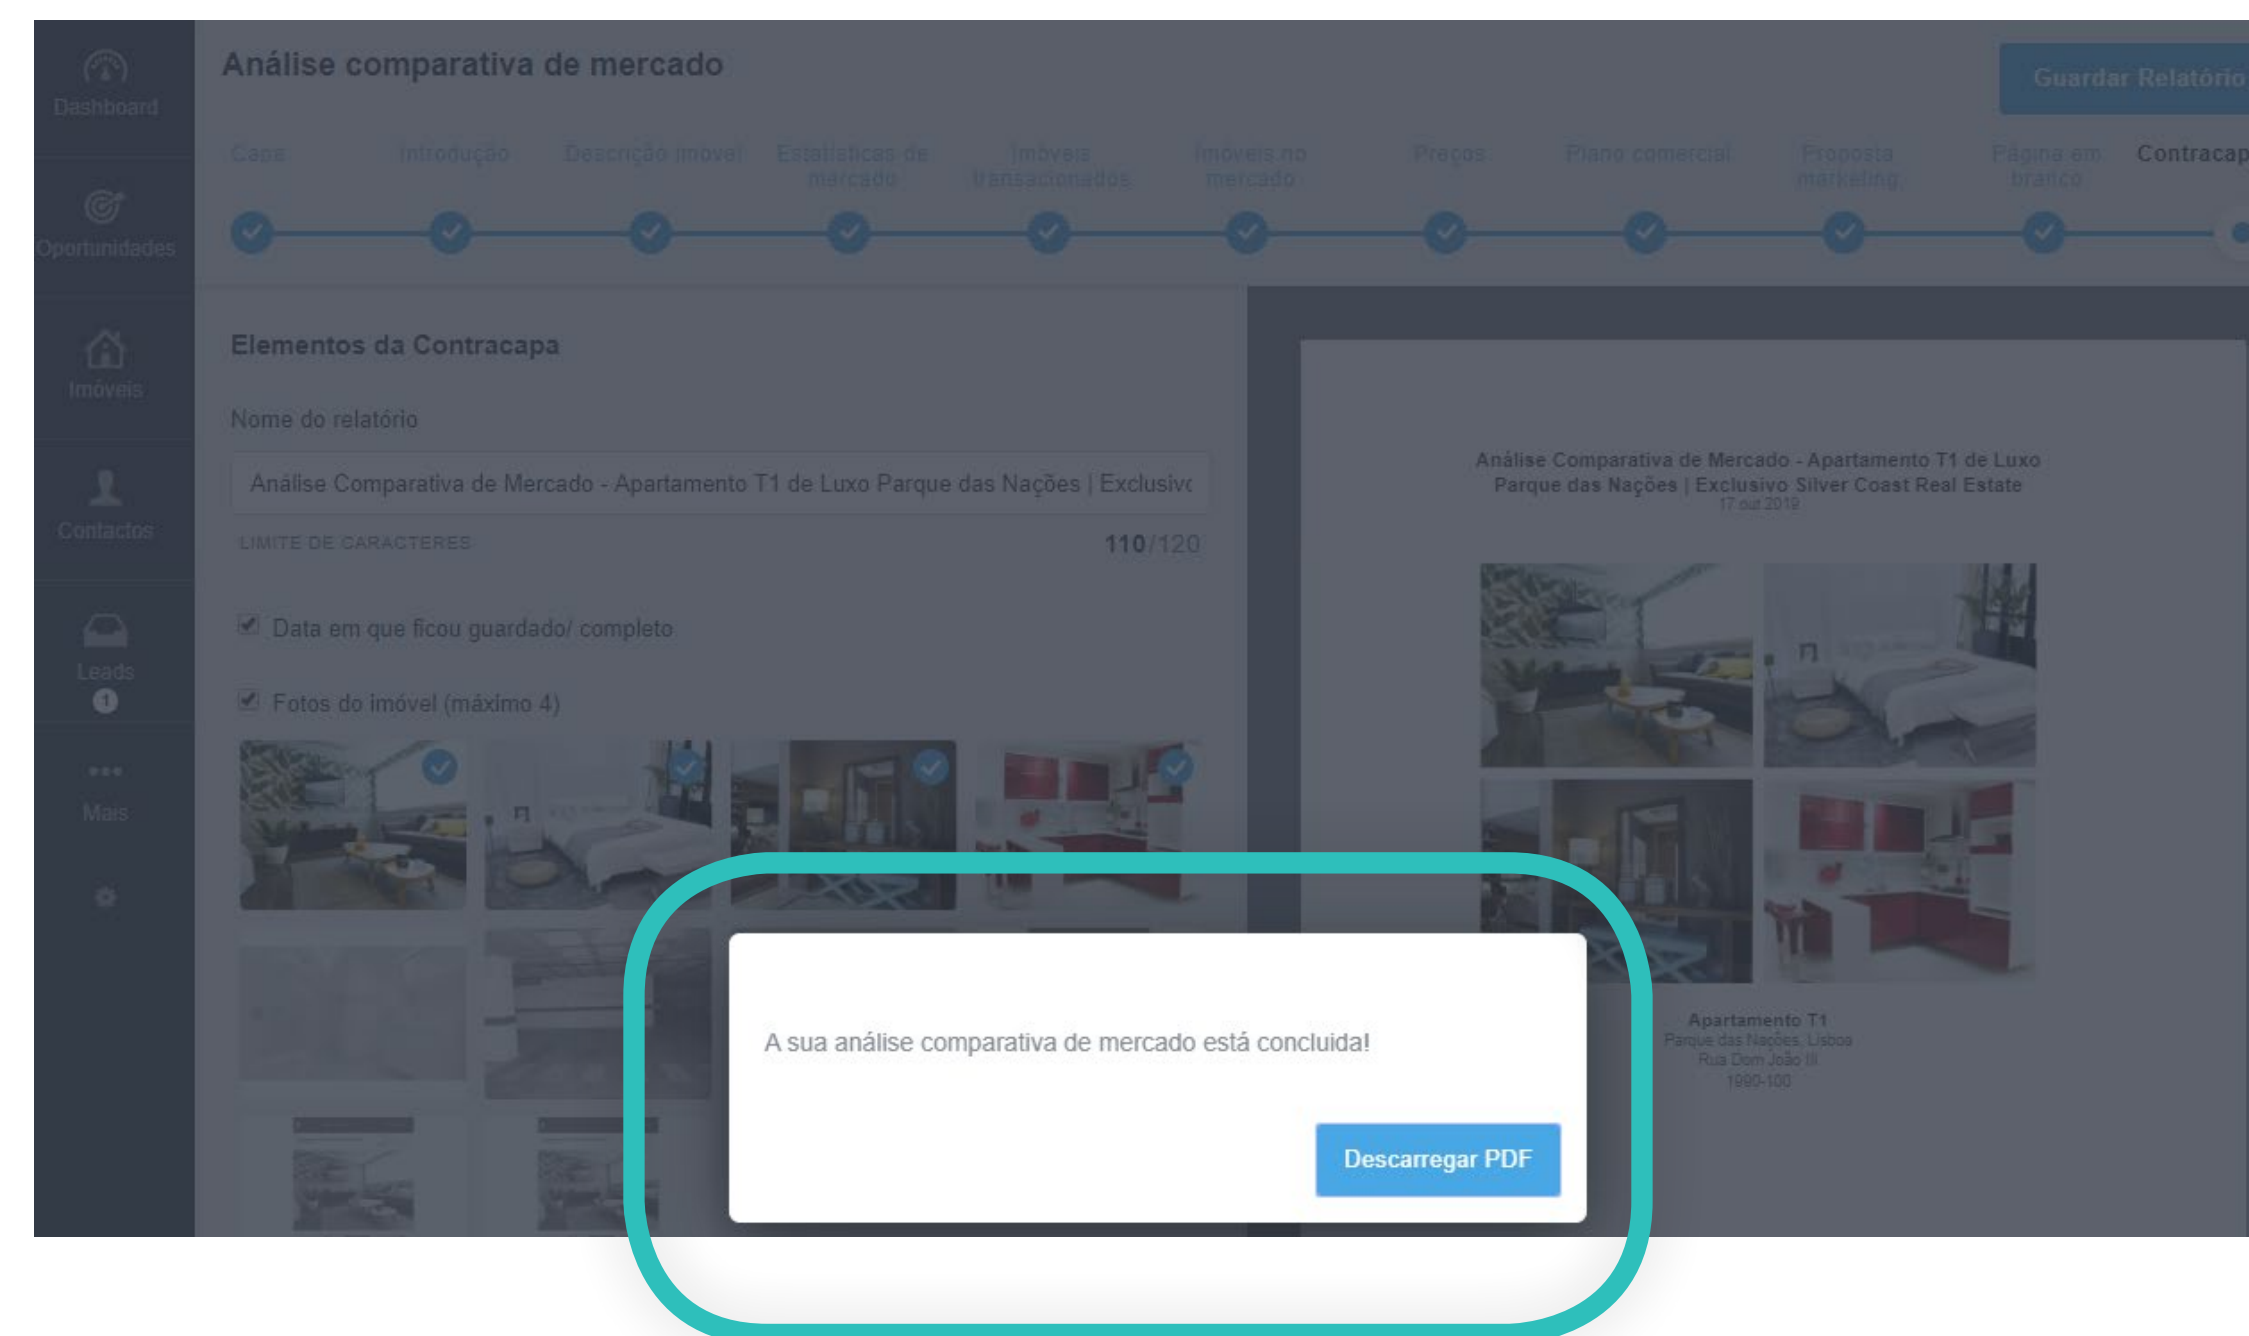 Dashboard
Oportunidades
Imóveis
Contactos
Leads
1
Mais
Análise comparativa de mercado
Guardar Relatório
Capa
Introdução
Descrição imóvel
Estatísticas de
mercado
Imóveis
transacionados
Imóveis no
mercado
Preços
Plano comercial
Proposta
marketing
Página em
branco
Contracap
Elementos da Contracapa
Nome do relatório
Análise Comparativa de Mercado - Apartamento T1 de Luxo Parque das Nações | Exclusivo
LIMITE DE CARACTERES
110/120
Data em que ficou guardado/ completo
Fotos do imóvel (máximo 4)
Análise Comparativa de Mercado - Apartamento T1 de Luxo
Parque das Nações | Exclusivo Silver Coast Real Estate
17 out 2019
Apartamento T1
Parque das Nações, Lisboa
Rua Dom João III
1990-100
A sua análise comparativa de mercado está concluida!
Descarregar PDF